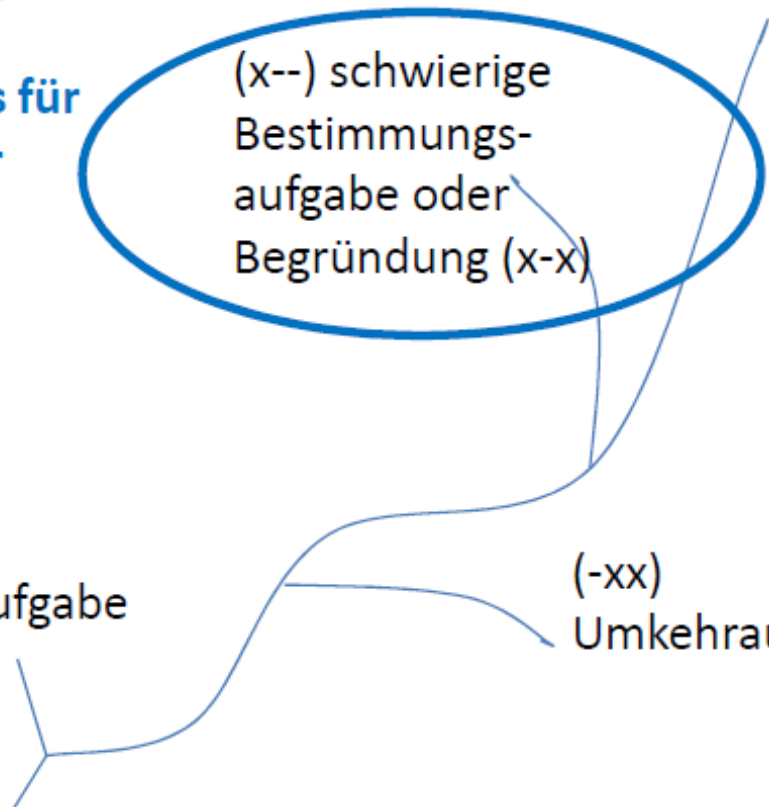 s für
(x--) schwierige
Bestimmungs-
aufgabe oder
Begründung (x-x)
ufgabe
(-xx)
Umkehrau